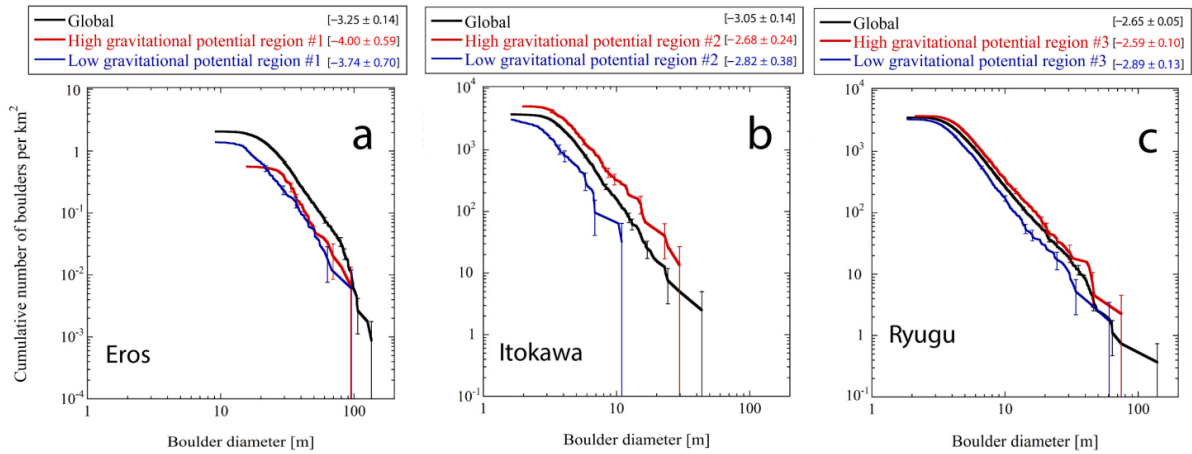 Global [−3.25 ± 0.14]
High gravitational potential region #1 [−4.00 ± 0.59]
Low gravitational potential region #1 [−3.74 ± 0.70]
Global [−3.05 ± 0.14]
High gravitational potential region #2 [−2.68 ± 0.24]
Low gravitational potential region #2 [−2.82 ± 0.38]
Global [−2.65 ± 0.05]
High gravitational potential region #3 [−2.59 ± 0.10]
Low gravitational potential region #3 [−2.89 ± 0.13]
Cumulative number of boulders per km²
10
1
10⁻¹
10⁻²
10⁻³
10⁻⁴
a
Eros
1 10 100
Boulder diameter [m]
10⁴
10³
100
10
1
10⁻¹
b
Itokawa
1 10 100
Boulder diameter [m]
10⁴
10³
10²
10
1
10⁻¹
c
Ryugu
1 10 100
Boulder diameter [m]